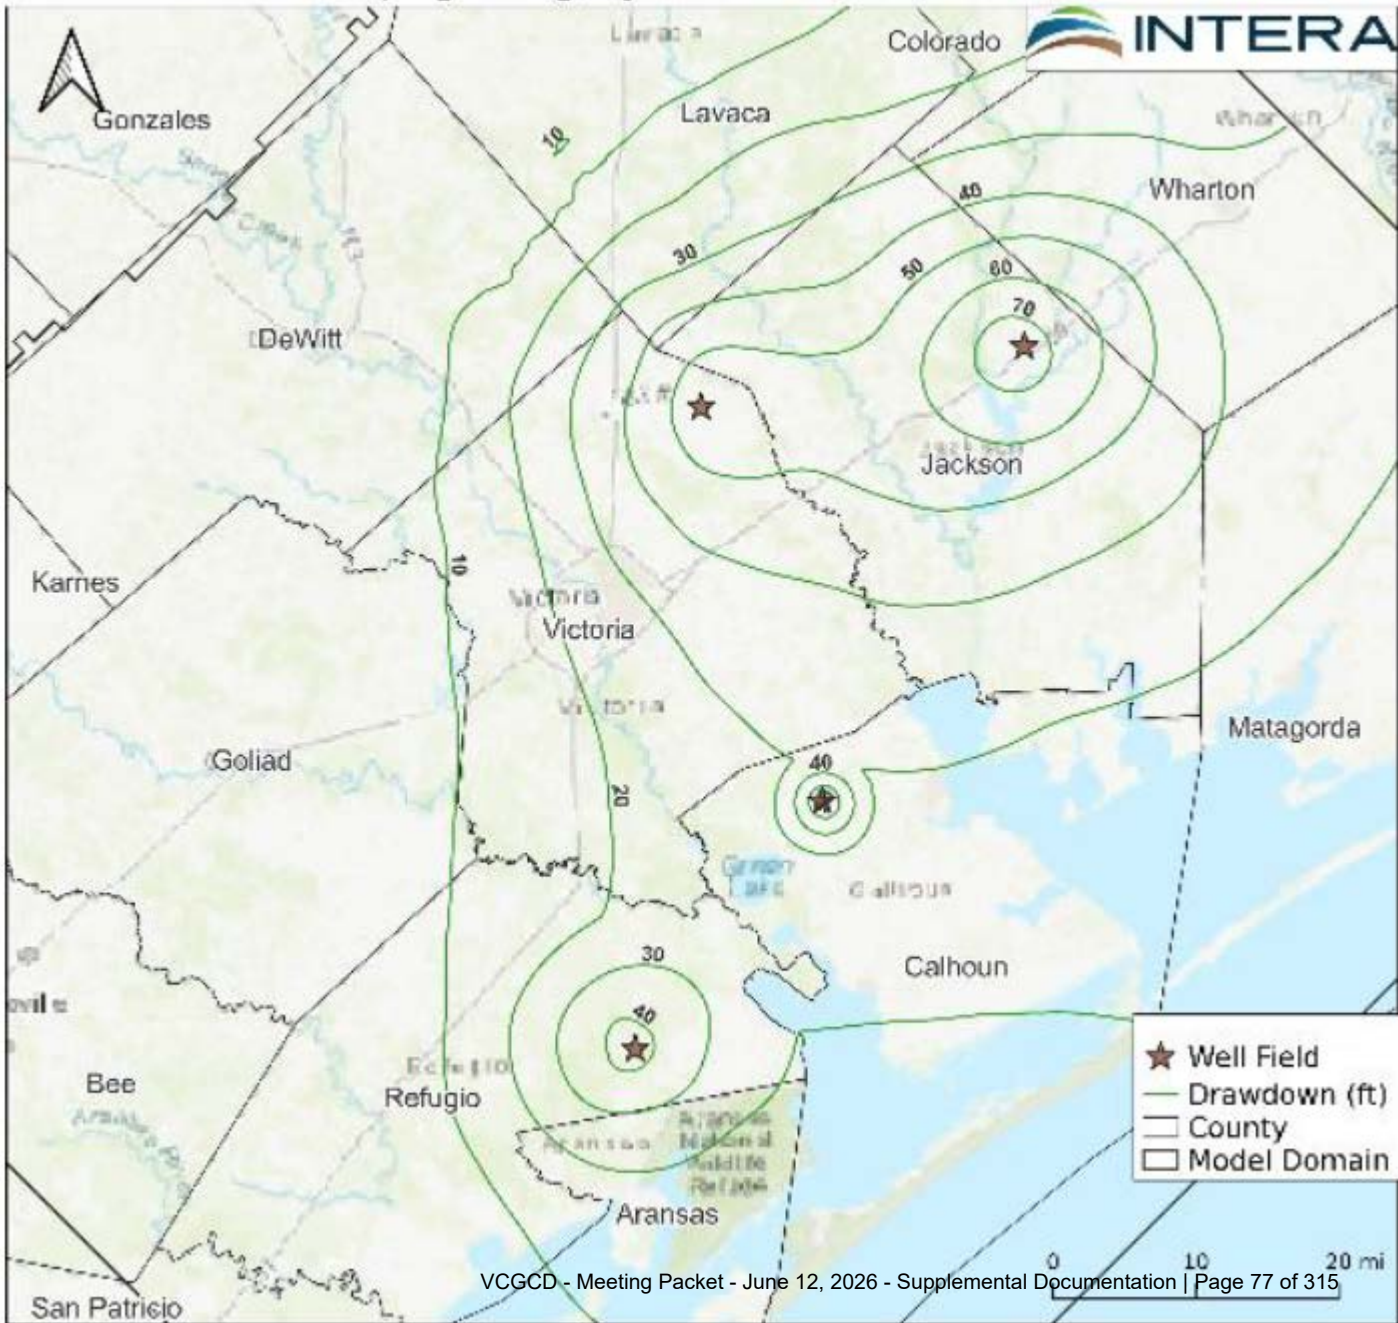 INTERA
Colorado
Lavaca
Gonzales
10
Wharton
40
30
50
60
70
DeWitt
Jackson
Karnes
10
Victoria
Victoria
Goliad
Matagorda
40
20
Calhoun
30
40
Bee
Refugio
Aransas
San Patricio
Well Field
Drawdown (ft)
County
Model Domain
0 10 20 mi
VCGCD - Meeting Packet - June 12, 2026 - Supplemental Documentation | Page 77 of 315